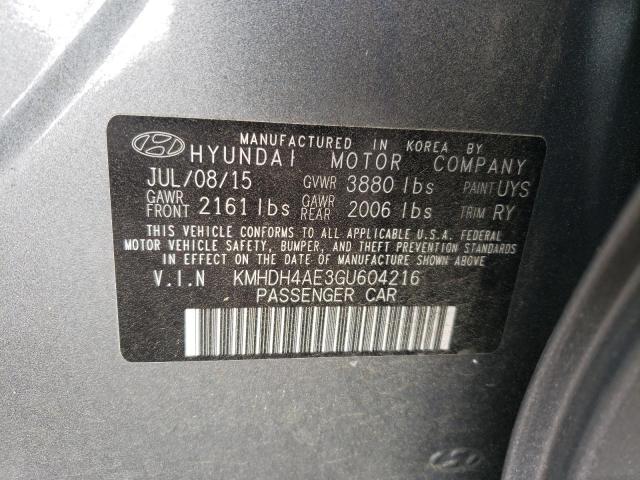 MANUFACTURED IN KOREA BY
HYUNDAI MOTOR COMPANY
JUL/08/15 GVWR 3880 lbs PAINT UYS
GAWR FRONT 2161 lbs GAWR REAR 2006 lbs TRIM RY
THIS VEHICLE CONFORMS TO ALL APPLICABLE U.S.A. FEDERAL
MOTOR VEHICLE SAFETY, BUMPER, AND THEFT PREVENTION STANDARDS
IN EFFECT ON THE DATE OF MANUFACTURE SHOWN ABOVE.
V.I.N KMHDH4AE3GU604216
PASSENGER CAR